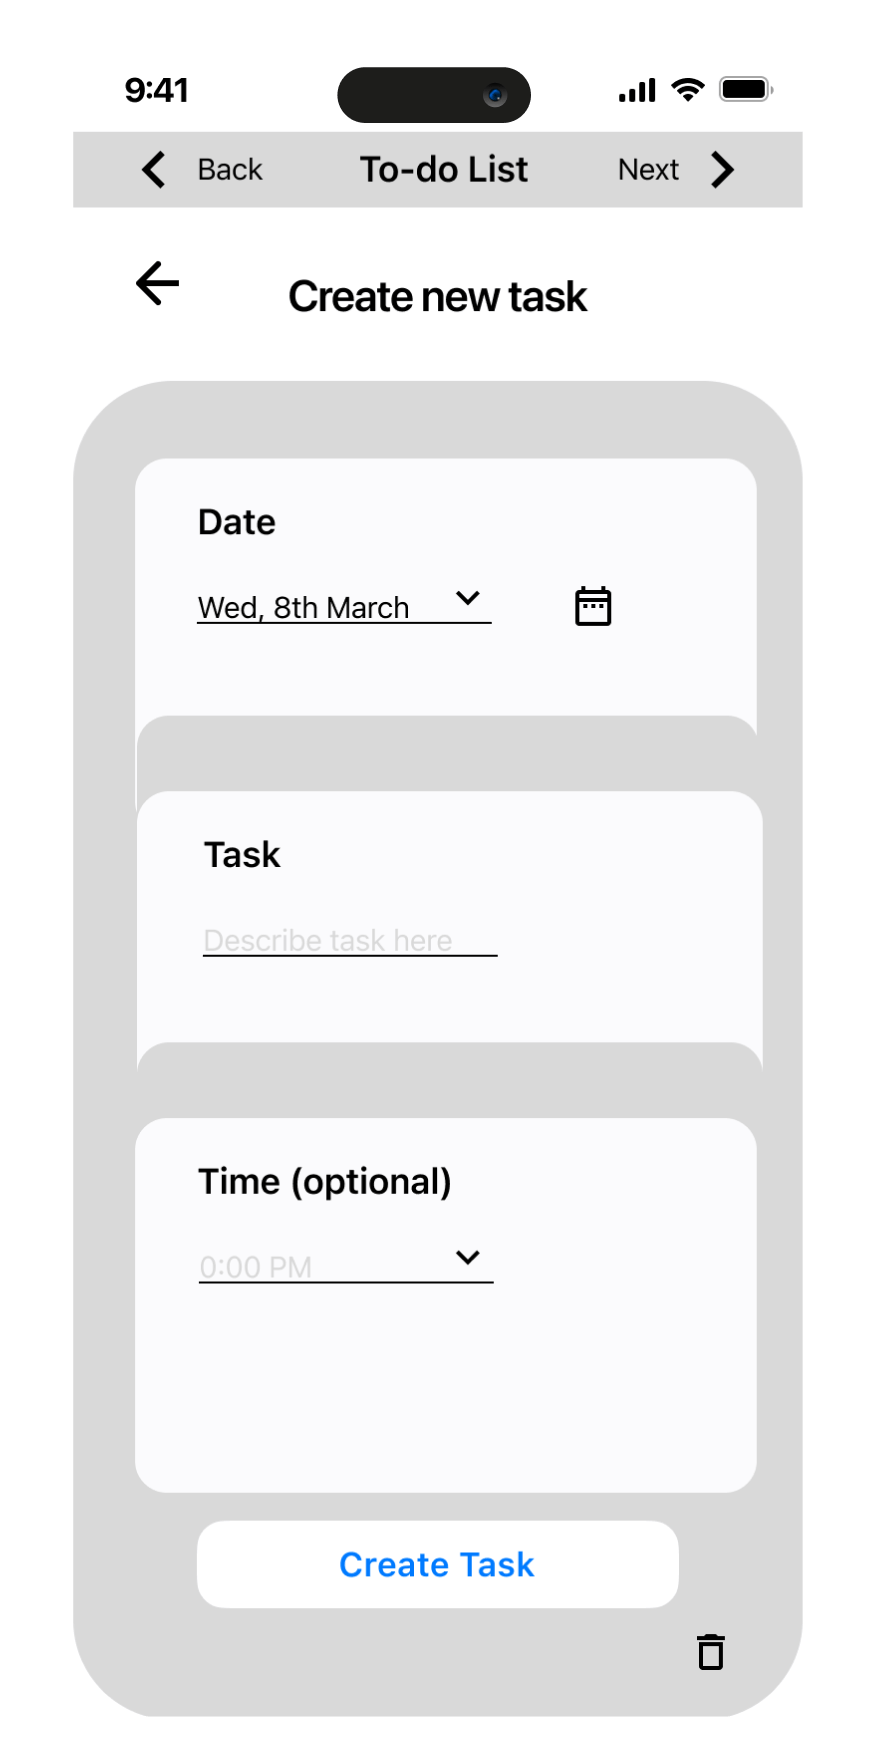 9:41
Back To-do List Next
Create new task
Date
Wed, 8th March
Task
Describe task here
Time (optional)
0:00 PM
Create Task